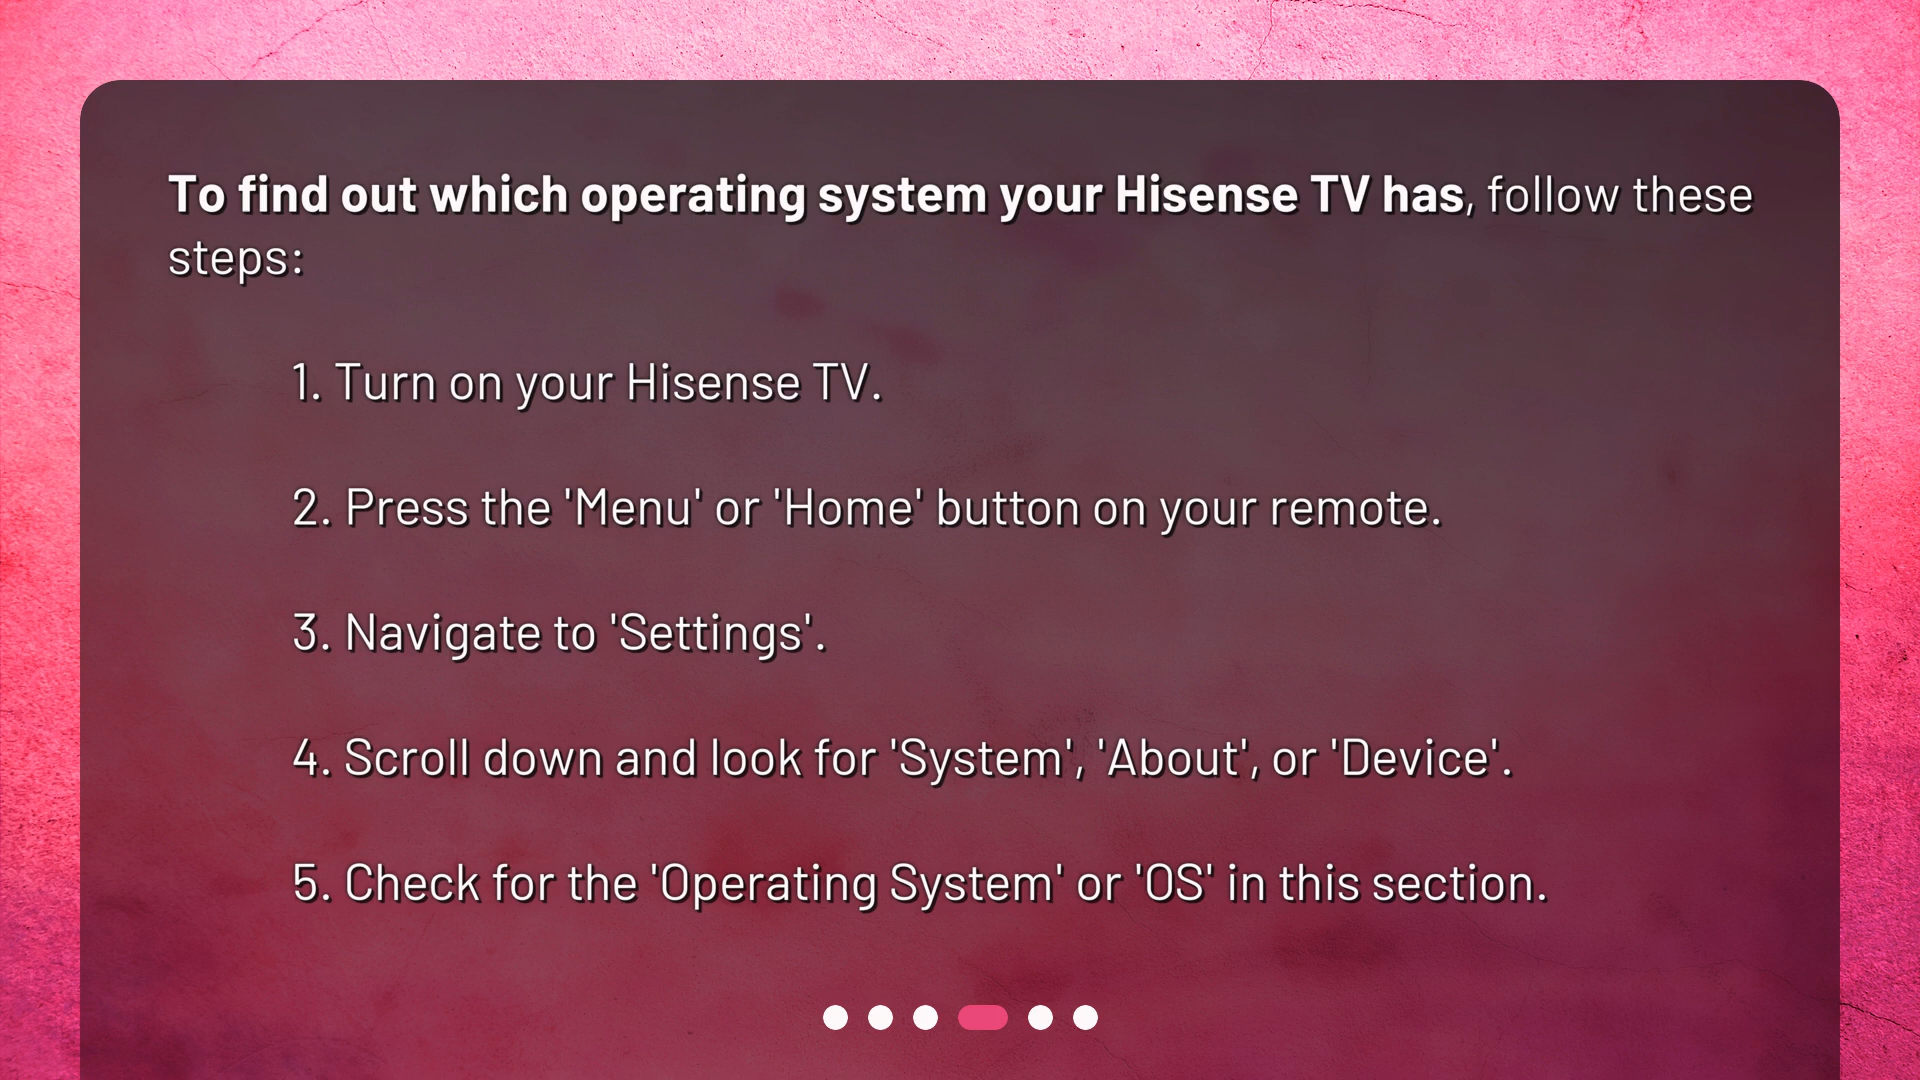 To find out which operating system your Hisense TV has, follow these
steps:
1. Turn on your Hisense TV.
2. Press the 'Menu' or 'Home' button on your remote.
3. Navigate to 'Settings'.
4. Scroll down and look for 'System', 'About', or 'Device'.
5. Check for the 'Operating System' or 'OS' in this section.